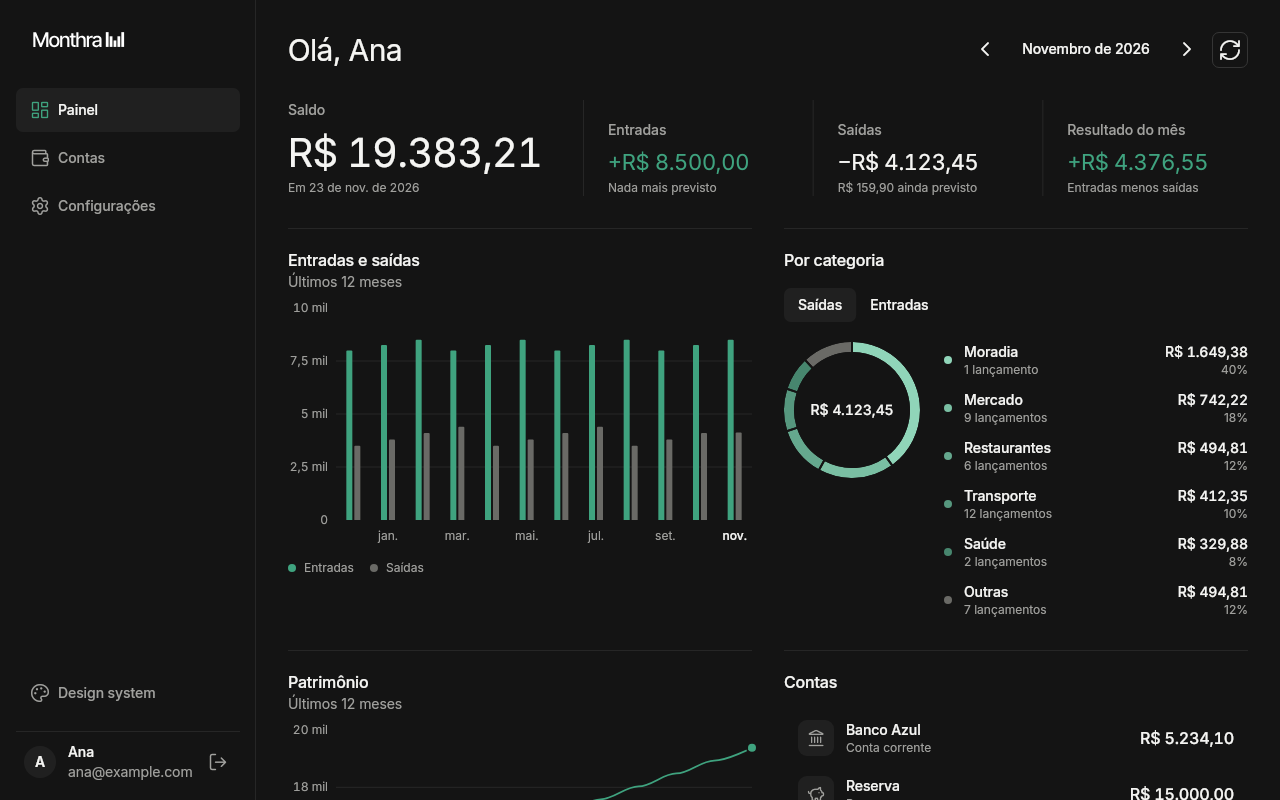 Monthra
Painel
Contas
Configurações
Design system
A
Ana
ana@example.com
Olá, Ana
Novembro de 2026
Saldo
R$ 19.383,21
Em 23 de nov. de 2026
Entradas
+R$ 8.500,00
Nada mais previsto
Saídas
−R$ 4.123,45
R$ 159,90 ainda previsto
Resultado do mês
+R$ 4.376,55
Entradas menos saídas
Entradas e saídas
Últimos 12 meses
10 mil
7,5 mil
5 mil
2,5 mil
0
jan. mar. mai. jul. set. nov.
Entradas Saídas
Por categoria
Saídas Entradas
R$ 4.123,45
Moradia R$ 1.649,38
1 lançamento 40%
Mercado R$ 742,22
9 lançamentos 18%
Restaurantes R$ 494,81
6 lançamentos 12%
Transporte R$ 412,35
12 lançamentos 10%
Saúde R$ 329,88
2 lançamentos 8%
Outras R$ 494,81
7 lançamentos 12%
Patrimônio
Últimos 12 meses
20 mil
18 mil
Contas
Banco Azul R$ 5.234,10
Conta corrente
Reserva R$ 15.000,00